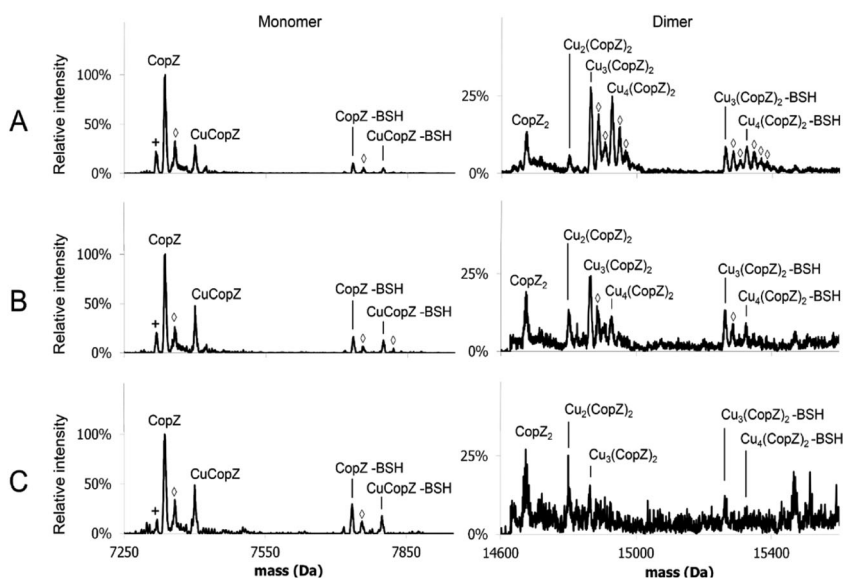 Monomer
Dimer
A
Relative intensity
100%
50%
0%
+
CopZ
◊
CuCopZ
CopZ -BSH
CuCopZ -BSH
◊
25%
0%
CopZ₂
Cu₂(CopZ)₂
Cu₃(CopZ)₂
Cu₄(CopZ)₂
◊ ◊ ◊ ◊
Cu₃(CopZ)₂ -BSH
Cu₄(CopZ)₂ -BSH
◊ ◊ ◊ ◊ ◊
B
Relative intensity
100%
50%
0%
+
CopZ
◊
CuCopZ
CopZ -BSH
CuCopZ -BSH
◊ ◊
25%
0%
CopZ₂
Cu₂(CopZ)₂
Cu₃(CopZ)₂
◊
Cu₄(CopZ)₂
Cu₃(CopZ)₂ -BSH
Cu₄(CopZ)₂ -BSH
◊
C
Relative intensity
100%
50%
0%
+
CopZ
◊
CuCopZ
CopZ -BSH
CuCopZ -BSH
◊
7250 7550 7850
mass (Da)
25%
0%
CopZ₂
Cu₂(CopZ)₂
Cu₃(CopZ)₂
Cu₃(CopZ)₂ -BSH
Cu₄(CopZ)₂ -BSH
14600 15000 15400
mass (Da)